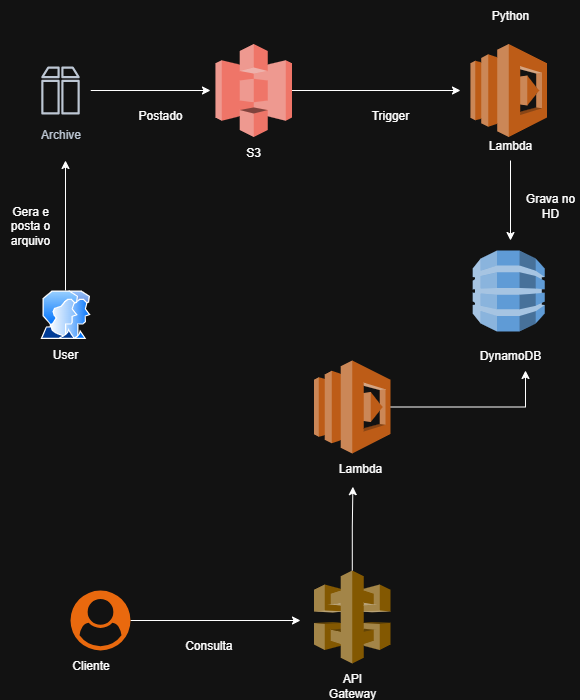 Python
Archive
Postado
S3
Trigger
Lambda
Gera e
posta o
arquivo
Grava no
HD
User
DynamoDB
Lambda
Cliente
Consulta
API
Gateway